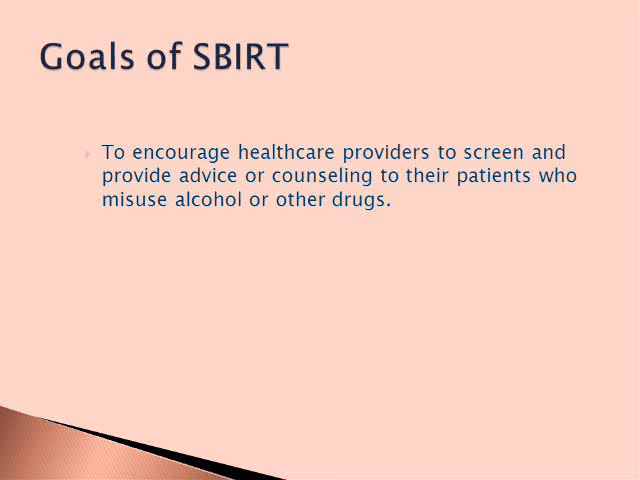 Goals of SBIRT
To encourage healthcare providers to screen and
provide advice or counseling to their patients who
misuse alcohol or other drugs.